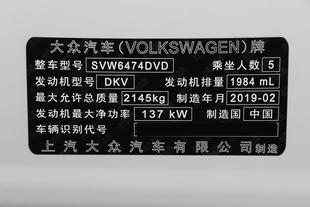 大众汽车(VOLKSWAGEN)牌
整车型号 SVW6474DVD 乘坐人数 5
发动机型号 DKV 发动机排量 1984 mL
最大允许总质量 2145kg 制造年月 2019-02
发动机最大净功率 137 kW 制造国 中国
车辆识别代号
上汽大众汽车有限公司 制造